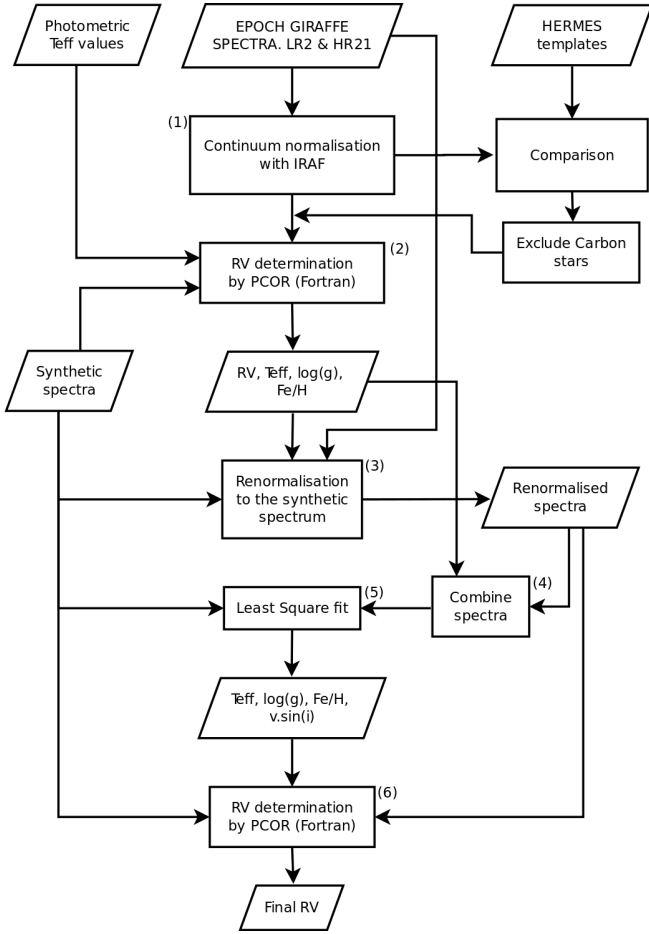 Photometric
Teff values
EPOCH GIRAFFE
SPECTRA. LR2 & HR21
HERMES
templates
(1)
Continuum normalisation
with IRAF
Comparison
Exclude Carbon
stars
(2)
RV determination
by PCOR (Fortran)
Synthetic
spectra
RV, Teff, log(g),
Fe/H
(3)
Renormalisation
to the synthetic
spectrum
Renormalised
spectra
(4)
Combine
spectra
(5)
Least Square fit
Teff, log(g), Fe/H,
v.sin(i)
(6)
RV determination
by PCOR (Fortran)
Final RV